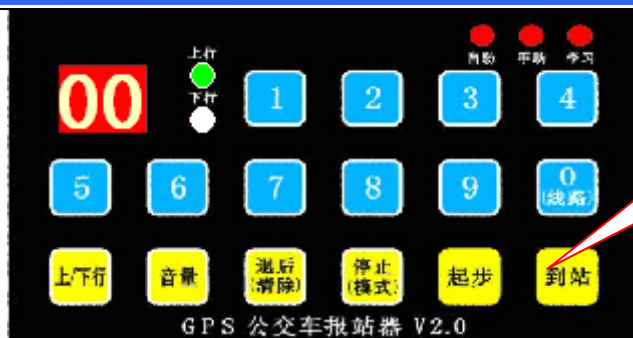 上行
自动 手动 学习
00
下行
1 2 3 4
5 6 7 8 9 0
(线路)
上/下行 音量 退后 停止 起步 到站
(清除) (模式)
GPS 公交车报站器 V2.0